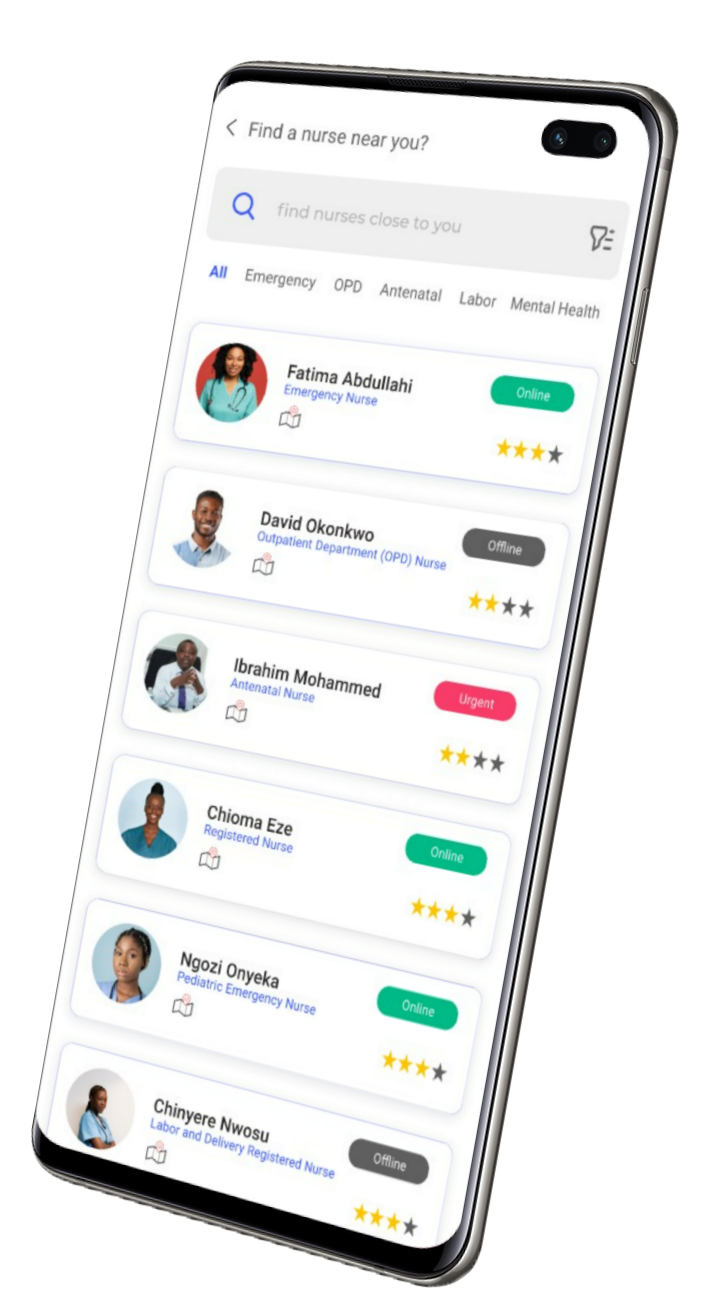 Find a nurse near you?
find nurses close to you
All Emergency OPD Antenatal Labor Mental Health
Fatima Abdullahi
Emergency Nurse
Online
David Okonkwo
Outpatient Department (OPD) Nurse
Offline
Ibrahim Mohammed
Antenatal Nurse
Urgent
Chioma Eze
Registered Nurse
Online
Ngozi Onyeka
Pediatric Emergency Nurse
Online
Chinyere Nwosu
Labor and Delivery Registered Nurse
Offline